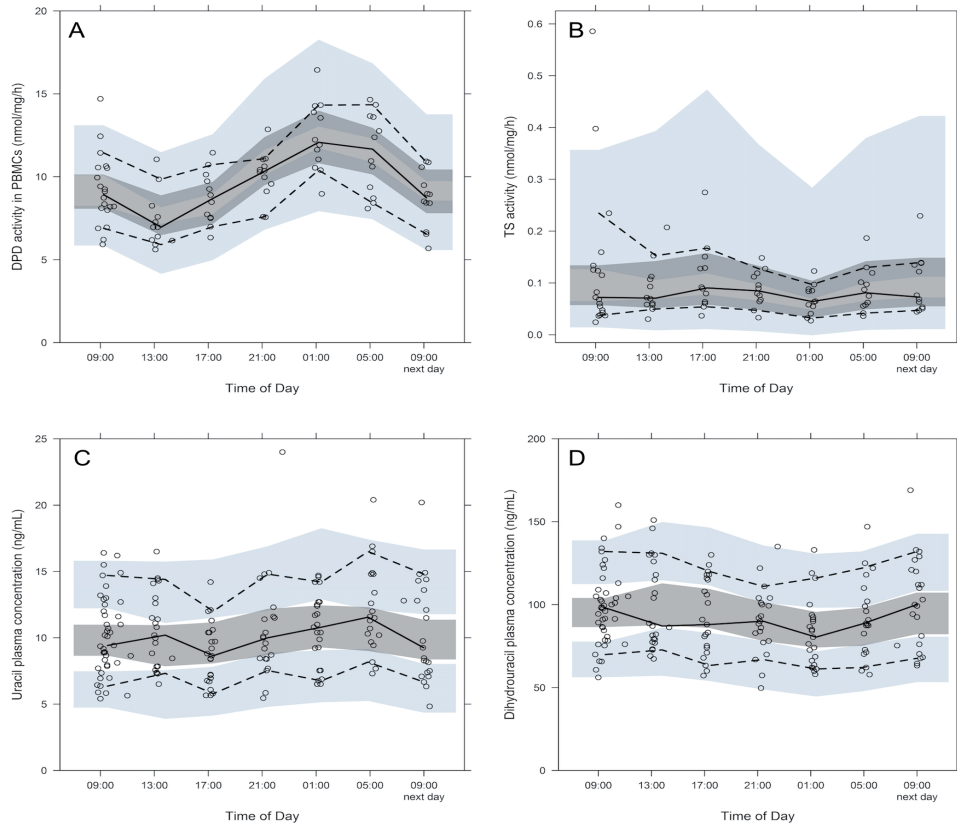 A
DPD activity in PBMCs (nmol/mg/h)
20
15
10
5
0
09:00 13:00 17:00 21:00 01:00 05:00 09:00
next day
Time of Day
B
TS activity (nmol/mg/h)
0.6
0.5
0.4
0.3
0.2
0.1
0.0
09:00 13:00 17:00 21:00 01:00 05:00 09:00
next day
Time of Day
C
Uracil plasma concentration (ng/mL)
25
20
15
10
5
0
09:00 13:00 17:00 21:00 01:00 05:00 09:00
next day
Time of Day
D
Dihydrouracil plasma concentration (ng/mL)
200
150
100
50
0
09:00 13:00 17:00 21:00 01:00 05:00 09:00
next day
Time of Day